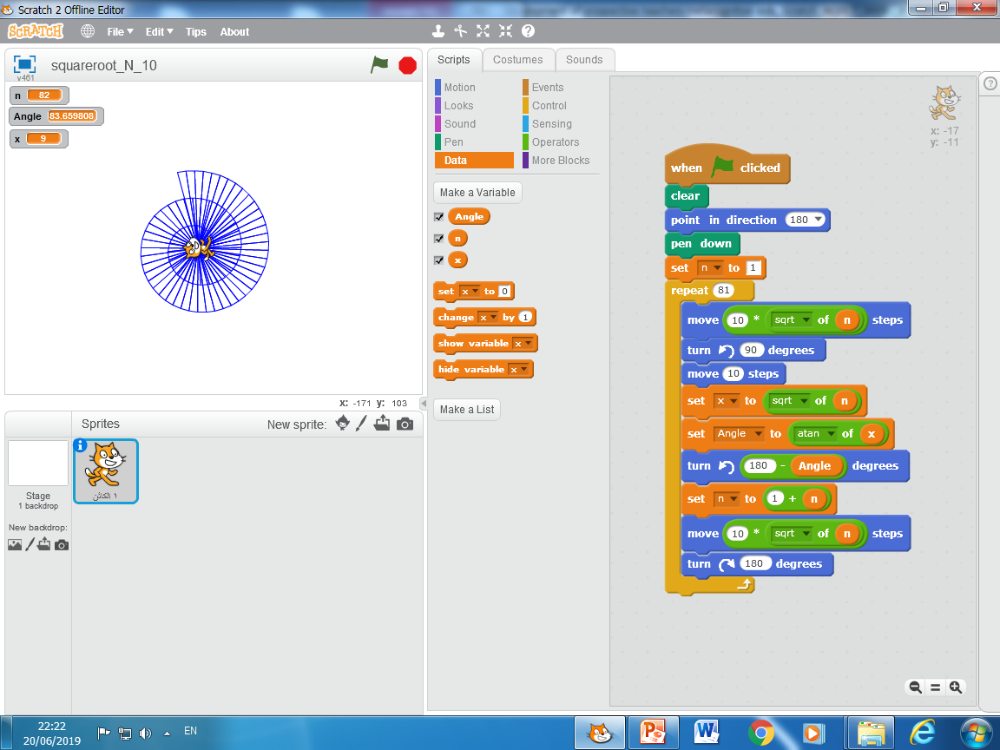 Scratch 2 Offline Editor
SCRATCH
File Edit Tips About
squareroot_N_10
v461
n 82
Angle 83.659808
x 9
x: -171 y: 103
Sprites New sprite:
Stage
1 backdrop
New backdrop:
١ الكائن
Scripts Costumes Sounds
Motion Events
Looks Control
Sound Sensing
Pen Operators
Data More Blocks
Make a Variable
Angle
n
x
set x to 0
change x by 1
show variable x
hide variable x
Make a List
x: -17
y: -11
when clicked
clear
point in direction 180
pen down
set n to 1
repeat 81
move 10 * sqrt of n steps
turn 90 degrees
move 10 steps
set x to sqrt of n
set Angle to atan of x
turn 180 - Angle degrees
set n to 1 + n
move 10 * sqrt of n steps
turn 180 degrees
22:22
20/06/2019
EN